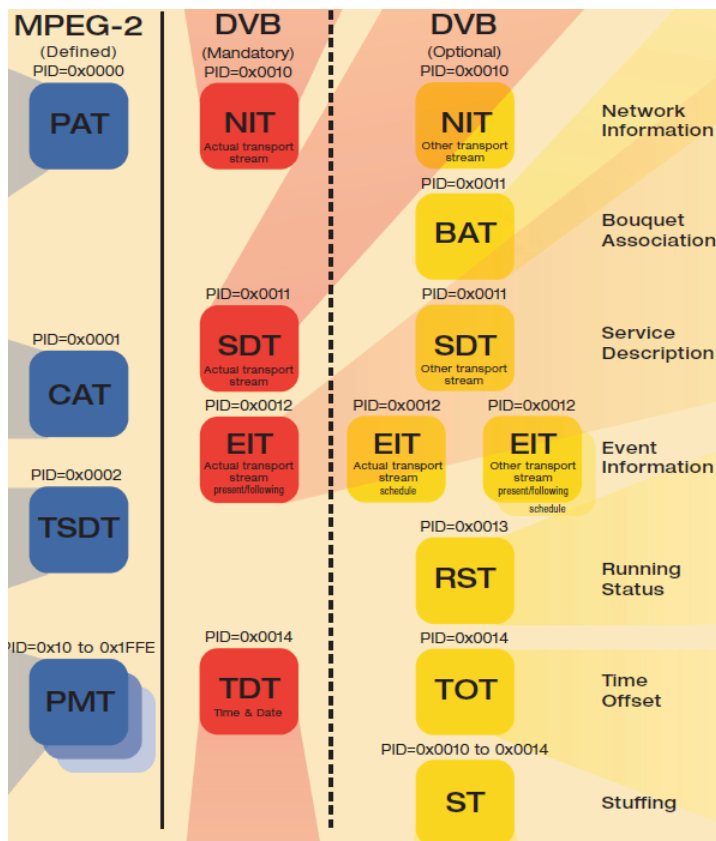 MPEG-2
(Defined)
PID=0x0000
PAT
PID=0x0001
CAT
PID=0x0002
TSDT
PID=0x10 to 0x1FFE
PMT
DVB
(Mandatory)
PID=0x0010
NIT
Actual transport
stream
PID=0x0011
SDT
Actual transport
stream
PID=0x0012
EIT
Actual transport
stream
present/following
PID=0x0014
TDT
Time & Date
DVB
(Optional)
PID=0x0010
NIT
Other transport
stream
PID=0x0011
BAT
PID=0x0011
SDT
Other transport
stream
PID=0x0012
EIT
Actual transport
stream
schedule
PID=0x0012
EIT
Other transport
stream
present/following
schedule
PID=0x0013
RST
PID=0x0014
TOT
PID=0x0010 to 0x0014
ST
Network
Information
Bouquet
Association
Service
Description
Event
Information
Running
Status
Time
Offset
Stuffing